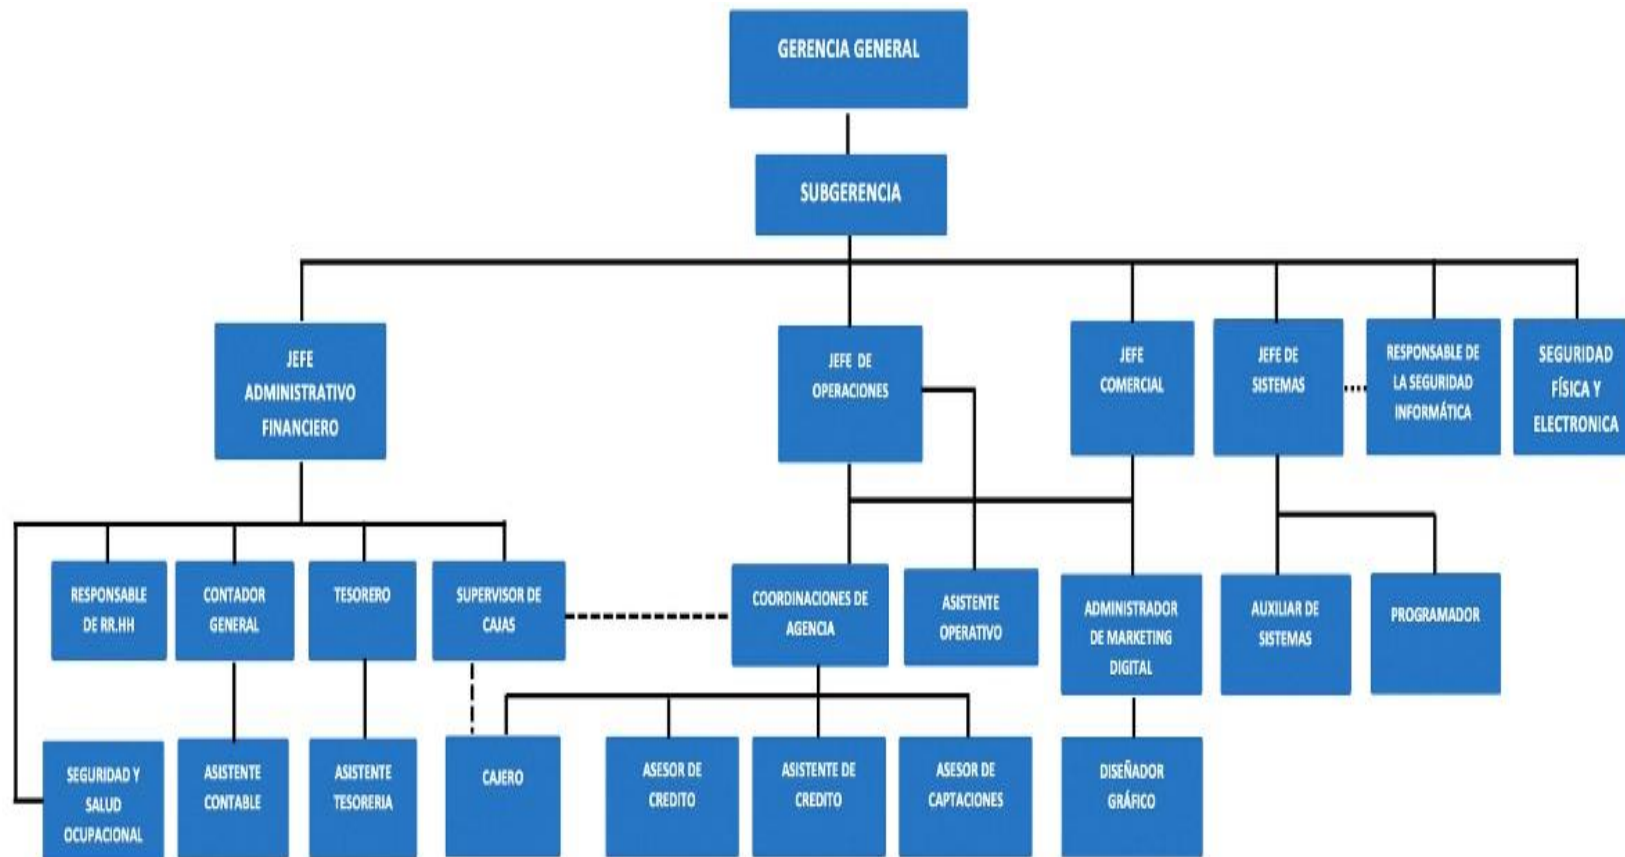 GERENCIA GENERAL
SUBGERENCIA
JEFE
ADMINISTRATIVO
FINANCIERO
JEFE DE
OPERACIONES
JEFE
COMERCIAL
JEFE DE
SISTEMAS
RESPONSABLE DE
LA SEGURIDAD
INFORMÁTICA
SEGURIDAD
FÍSICA Y
ELECTRONICA
RESPONSABLE
DE RR.HH
CONTADOR
GENERAL
TESORERO
SUPERVISOR DE
CAJAS
COORDINACIONES DE
AGENCIA
ASISTENTE
OPERATIVO
ADMINISTRADOR
DE MARKETING
DIGITAL
AUXILIAR DE
SISTEMAS
PROGRAMADOR
SEGURIDAD Y
SALUD
OCUPACIONAL
ASISTENTE
CONTABLE
ASISTENTE
TESORERIA
CAJERO
ASESOR DE
CREDITO
ASISTENTE DE
CREDITO
ASESOR DE
CAPTACIONES
DISEÑADOR
GRÁFICO